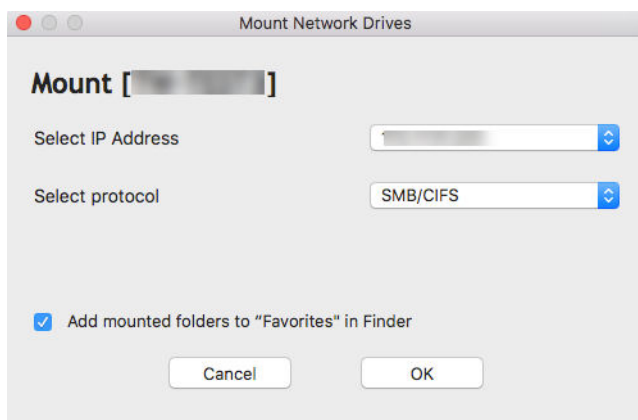 Mount Network Drives
Mount [ ]
Select IP Address
Select protocol SMB/CIFS
Add mounted folders to “Favorites" in Finder
Cancel OK